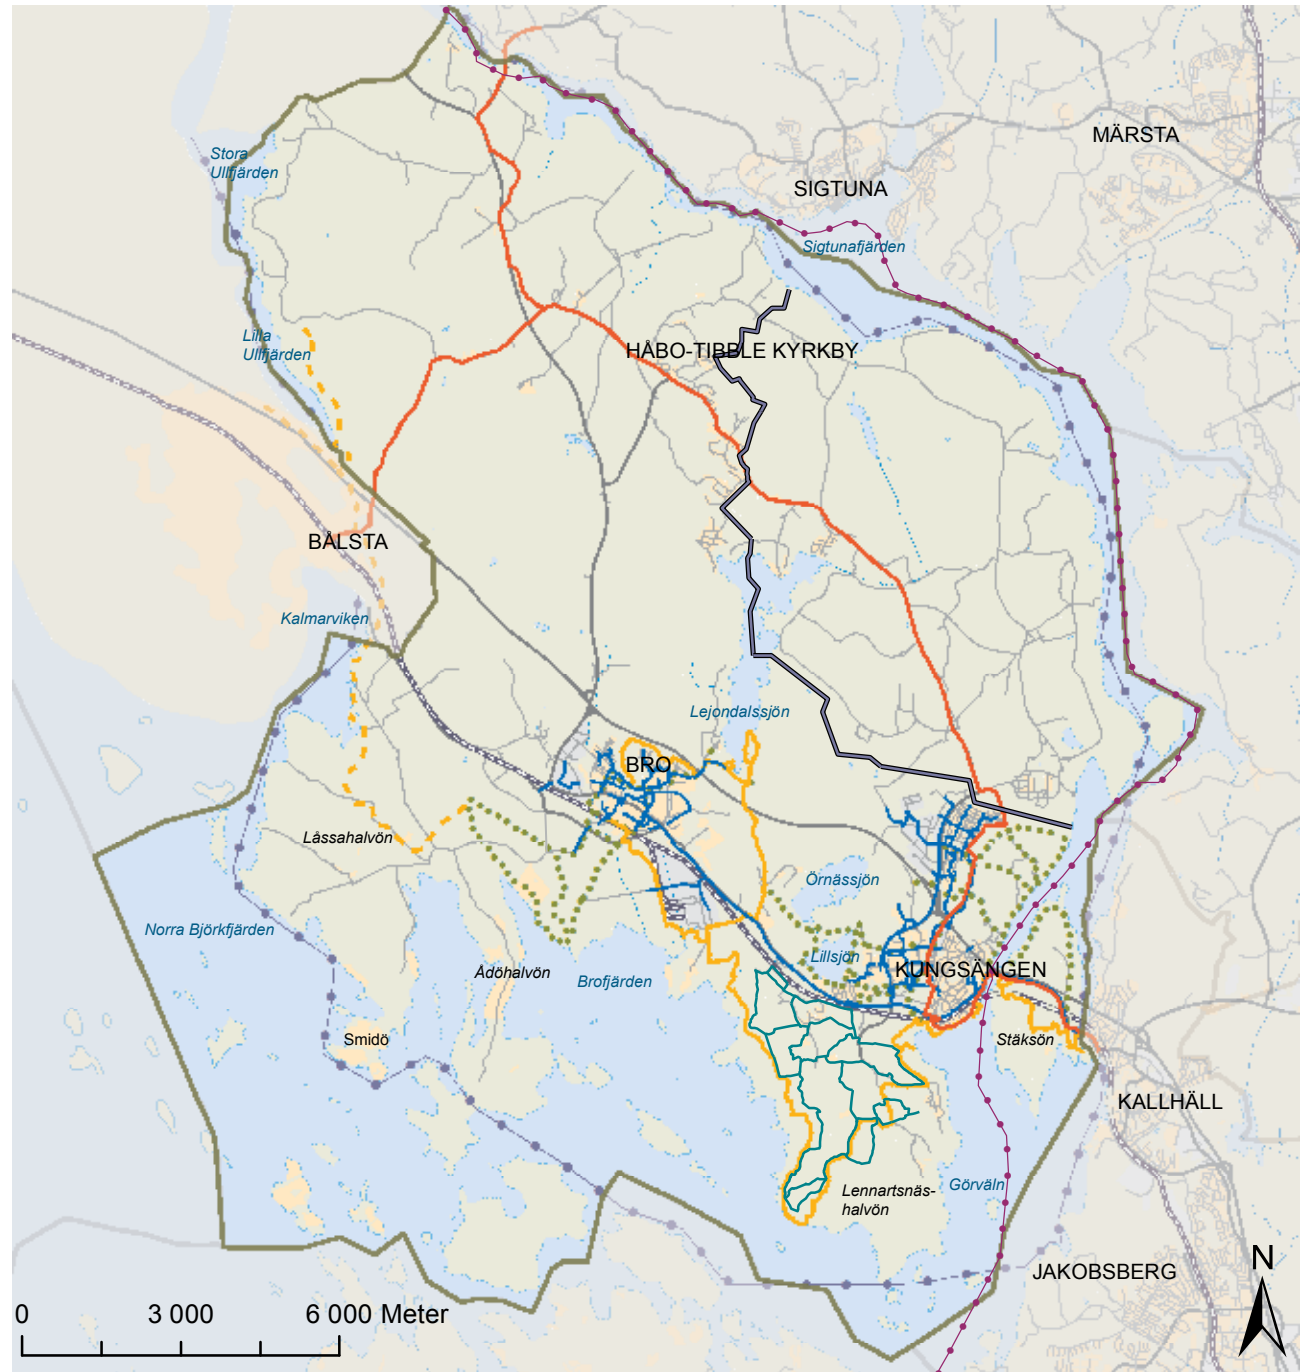 MÄRSTA
Stora
Ullfjärden
SIGTUNA
Sigtunafjärden
Lilla
Ullfjärden
HÅBO-TIBBLE KYRKBY
BÅLSTA
Kalmarviken
Lejondalssjön
BRO
Låssahalvön
Örnässjön
Norra Björkfjärden
Lillsjön
Ådöhalvön
Brofjärden
KUNGSÄNGEN
Smidö
Stäksön
KALLHÄLL
Lennartsnäs-
halvön
Görväln
JAKOBSBERG
N
0 3 000 6 000 Meter